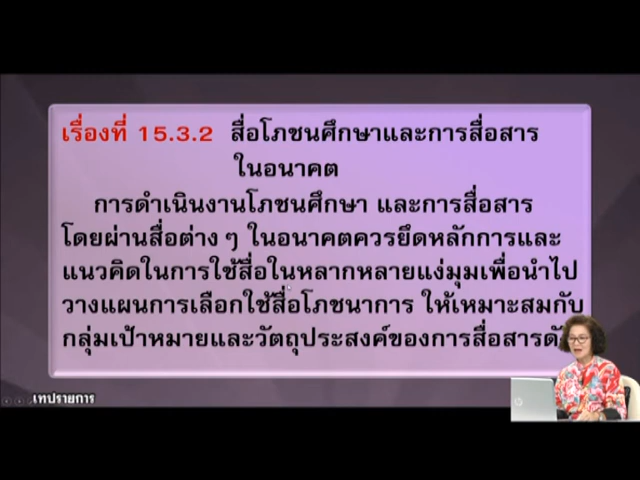 เรื่องที่ 15.3.2 สื่อโภชนศึกษาและการสื่อสาร
ในอนาคต
การดำเนินงานโภชนศึกษา และการสื่อสาร
โดยผ่านสื่อต่าง ๆ ในอนาคตควรยึดหลักการและ
แนวคิดในการใช้สื่อในหลากหลายแง่มุมเพื่อนำไป
วางแผนการเลือกใช้สื่อโภชนาการ ให้เหมาะสมกับ
กลุ่มเป้าหมายและวัตถุประสงค์ของการสื่อสาร
เทปรายการ